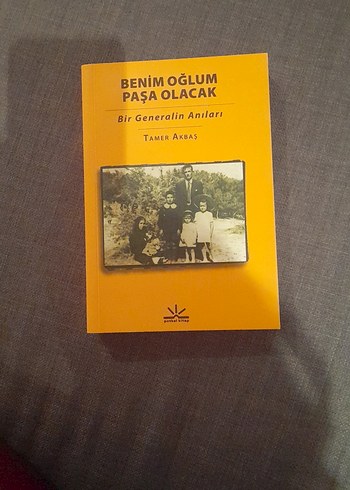 BENİM OĞLUM
PAŞA OLACAK
Bir Generalin Anıları
TAMER AKBAŞ